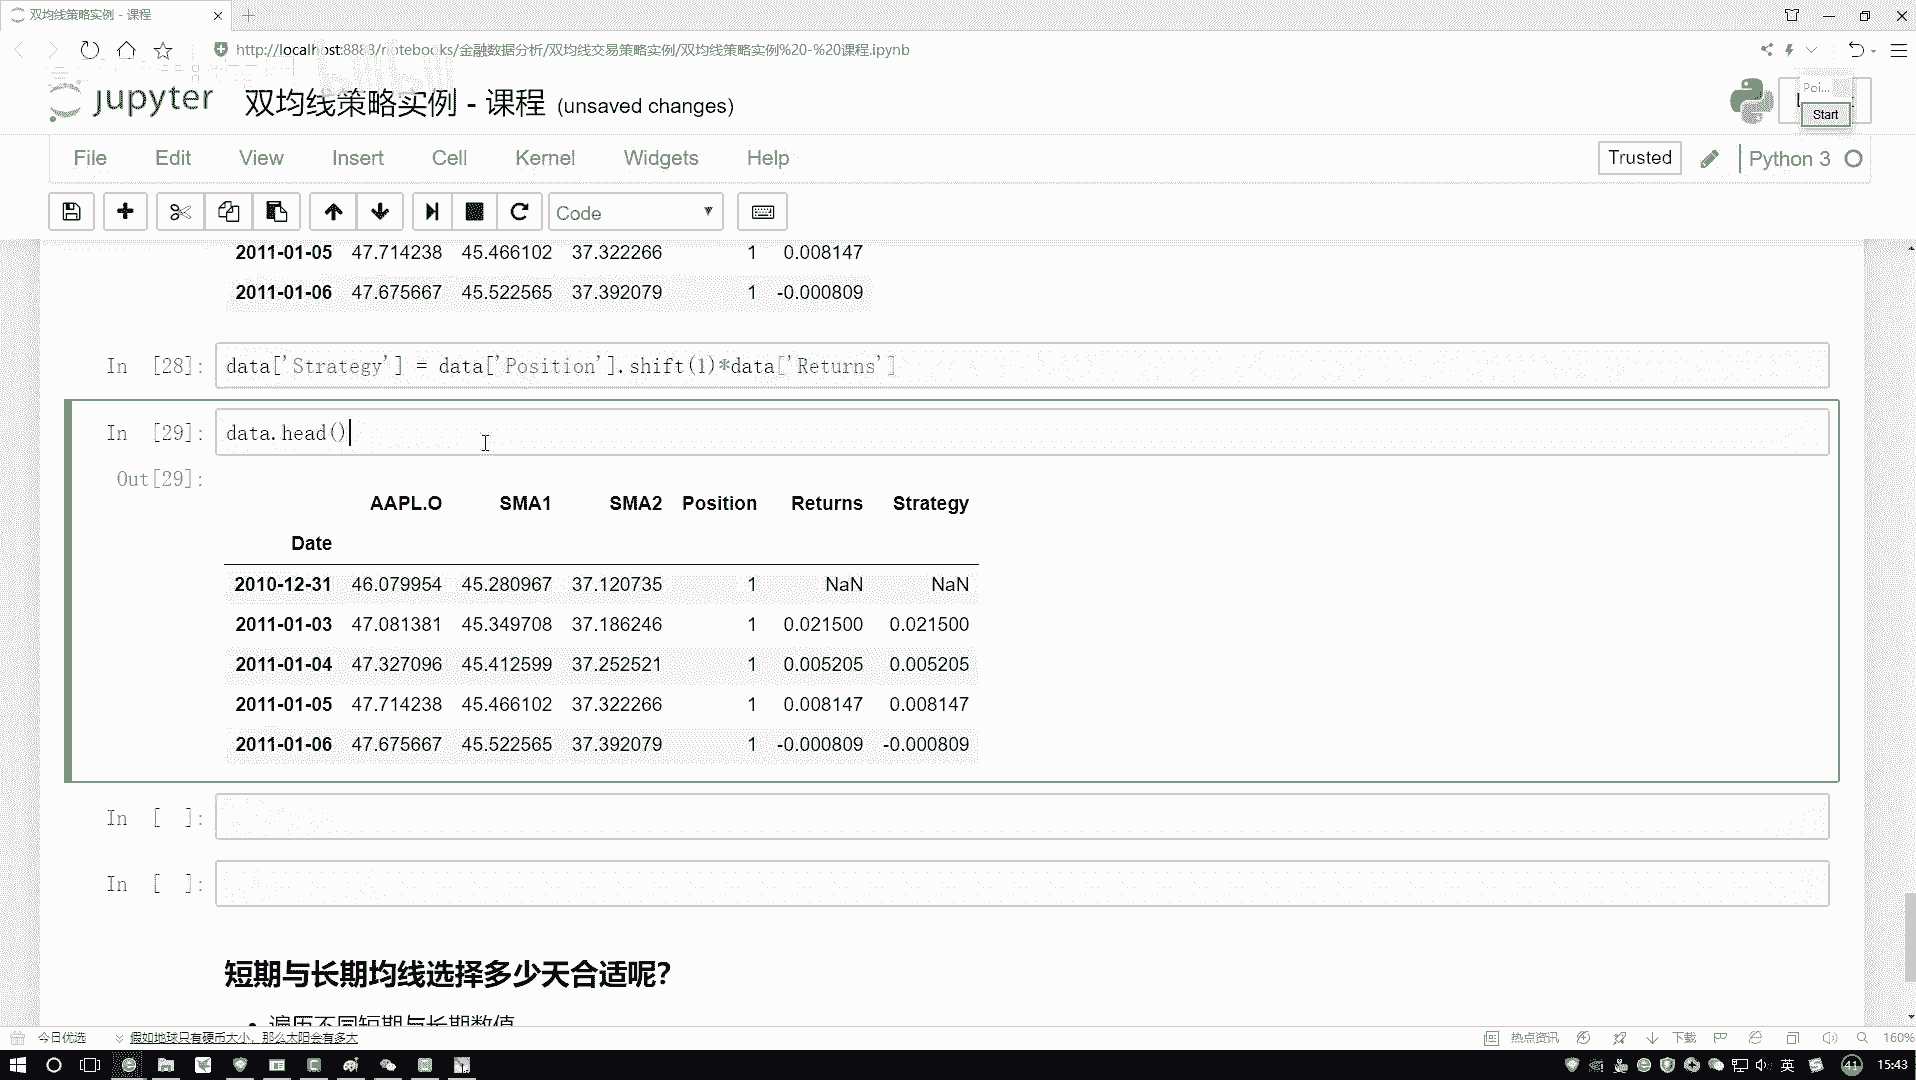 双均线策略实例 - 课程
http://localhost:8888/notebooks/金融数据分析/双均线交易策略实例/双均线策略实例%20-%20课程.ipynb
jupyter 双均线策略实例 - 课程 (unsaved changes)
Poi...
Start
File Edit View Insert Cell Kernel Widgets Help
Trusted Python 3
Code
2011-01-05 47.714238 45.466102 37.322266 1 0.008147
2011-01-06 47.675667 45.522565 37.392079 1 -0.000809
In [28]: data['Strategy'] = data['Position'].shift(1)*data['Returns']
In [29]: data.head()
Out[29]:
AAPL.O SMA1 SMA2 Position Returns Strategy
Date
2010-12-31 46.079954 45.280967 37.120735 1 NaN NaN
2011-01-03 47.081381 45.349708 37.186246 1 0.021500 0.021500
2011-01-04 47.327096 45.412599 37.252521 1 0.005205 0.005205
2011-01-05 47.714238 45.466102 37.322266 1 0.008147 0.008147
2011-01-06 47.675667 45.522565 37.392079 1 -0.000809 -0.000809
In [ ]:
In [ ]:
短期与长期均线选择多少天合适呢?
• 遍历不同短期与长期数值
今日优选 假如地球只有硬币大小，那么太阳会有多大 热点资讯 下载 160%
英 41 15:43